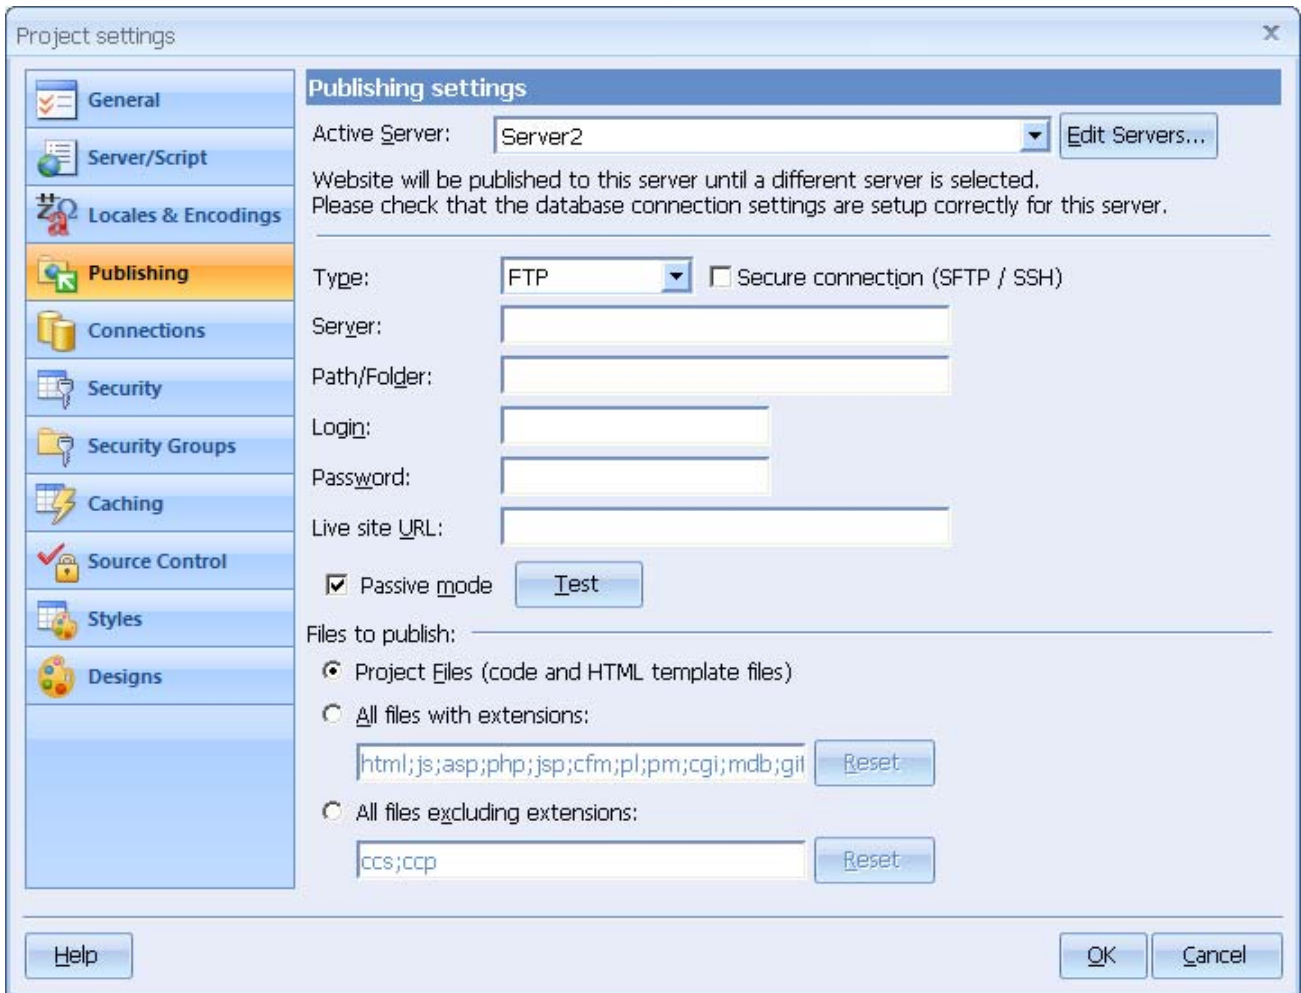 Project settings
General
Server/Script
Locales & Encodings
Publishing
Connections
Security
Security Groups
Caching
Source Control
Styles
Designs
Publishing settings
Active Server: Server2 Edit Servers...
Website will be published to this server until a different server is selected.
Please check that the database connection settings are setup correctly for this server.
Type: FTP Secure connection (SFTP / SSH)
Server:
Path/Folder:
Login:
Password:
Live site URL:
Passive mode Test
Files to publish:
Project Files (code and HTML template files)
All files with extensions:
html;js;asp;php;jsp;cfm;pl;pm;cgi;mdb;gif Reset
All files excluding extensions:
ccs;ccp Reset
Help OK Cancel